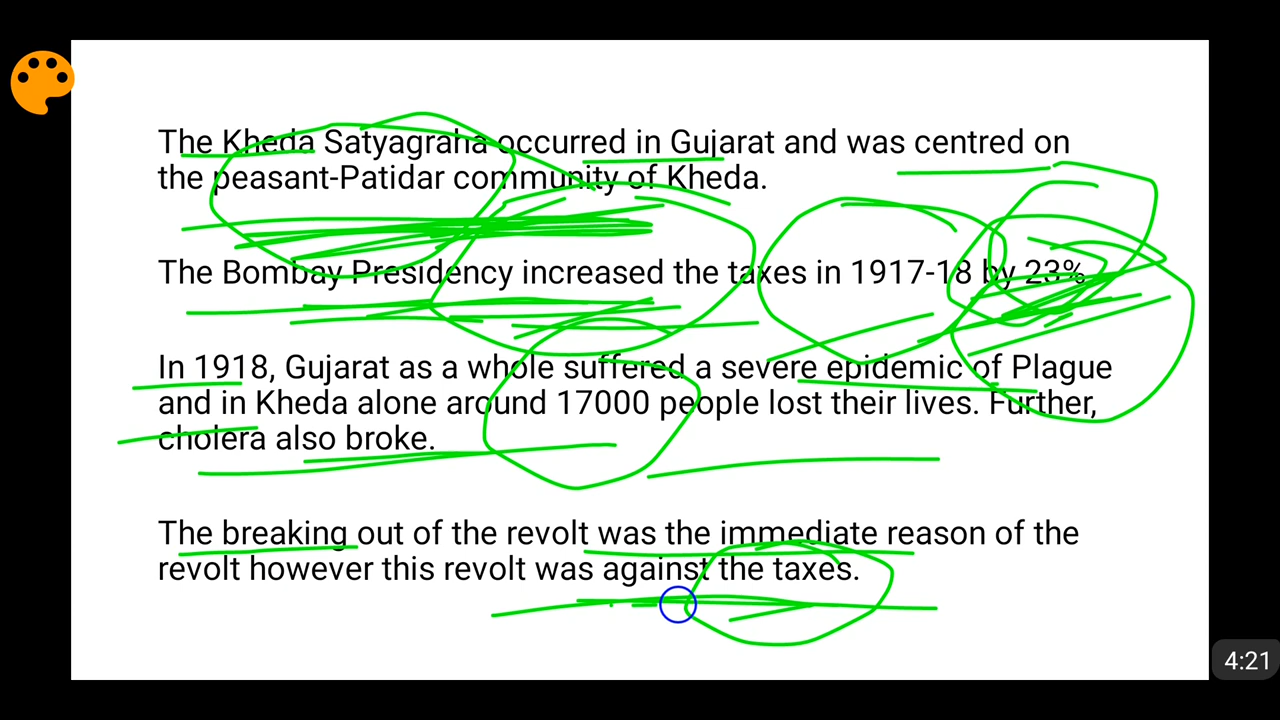 The Kheda Satyagraha occurred in Gujarat and was centred on
the peasant-Patidar community of Kheda.
The Bombay Presidency increased the taxes in 1917-18 by 23%
In 1918, Gujarat as a whole suffered a severe epidemic of Plague
and in Kheda alone around 17000 people lost their lives. Further,
cholera also broke.
The breaking out of the revolt was the immediate reason of the
revolt however this revolt was against the taxes.
4:21